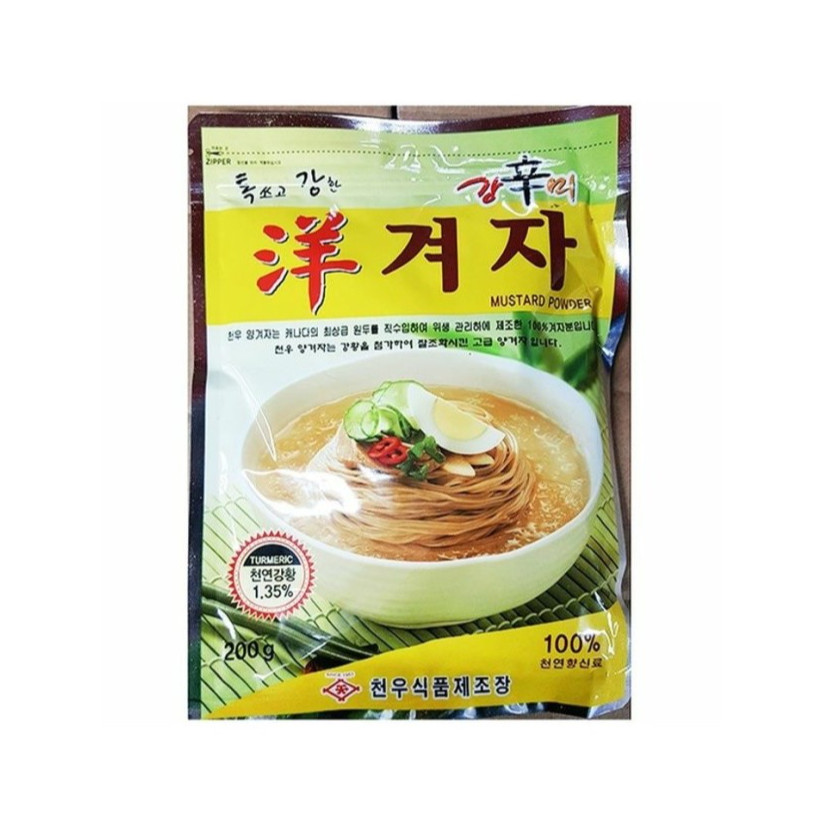 ZIPPER
톡 쏘고 강한
강辛미
洋 겨자
MUSTARD POWDER
천우 양겨자는 캐나다의 최상급 원두를 직수입하여 위생 관리하에 제조한 100%겨자분입니다
천우 양겨자는 강황을 첨가하여 잘조화시킨 고급 양겨자 입니다.
TURMERIC
천연강황
1.35%
200g
100%
천연향신료
천우식품제조장